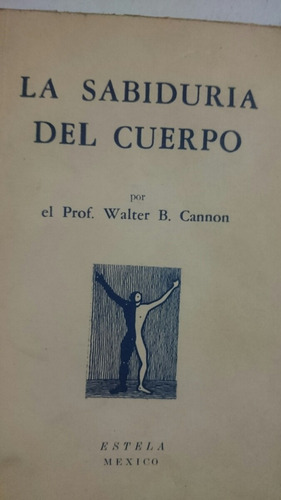 LA SABIDURIA
DEL CUERPO
por
el Prof. Walter B. Cannon
ESTELA
MEXICO